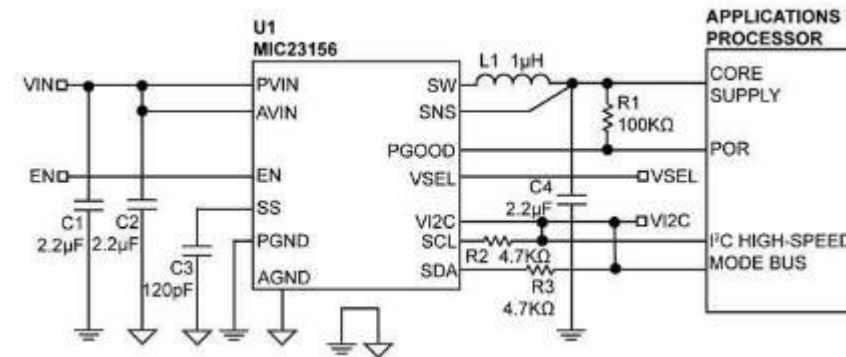 APPLICATIONS
PROCESSOR
U1
MIC23156
L1 1µH
VIN
PVIN
SW
CORE
SUPPLY
AVIN
SNS
R1
100KΩ
PGOOD
POR
EN
EN
VSEL
VSEL
C4
2.2µF
C1
2.2µF
C2
2.2µF
SS
VI2C
VI2C
PGND
SCL
R2 4.7KΩ
I²C HIGH-SPEED
MODE BUS
C3
120pF
AGND
SDA
R3
4.7KΩ